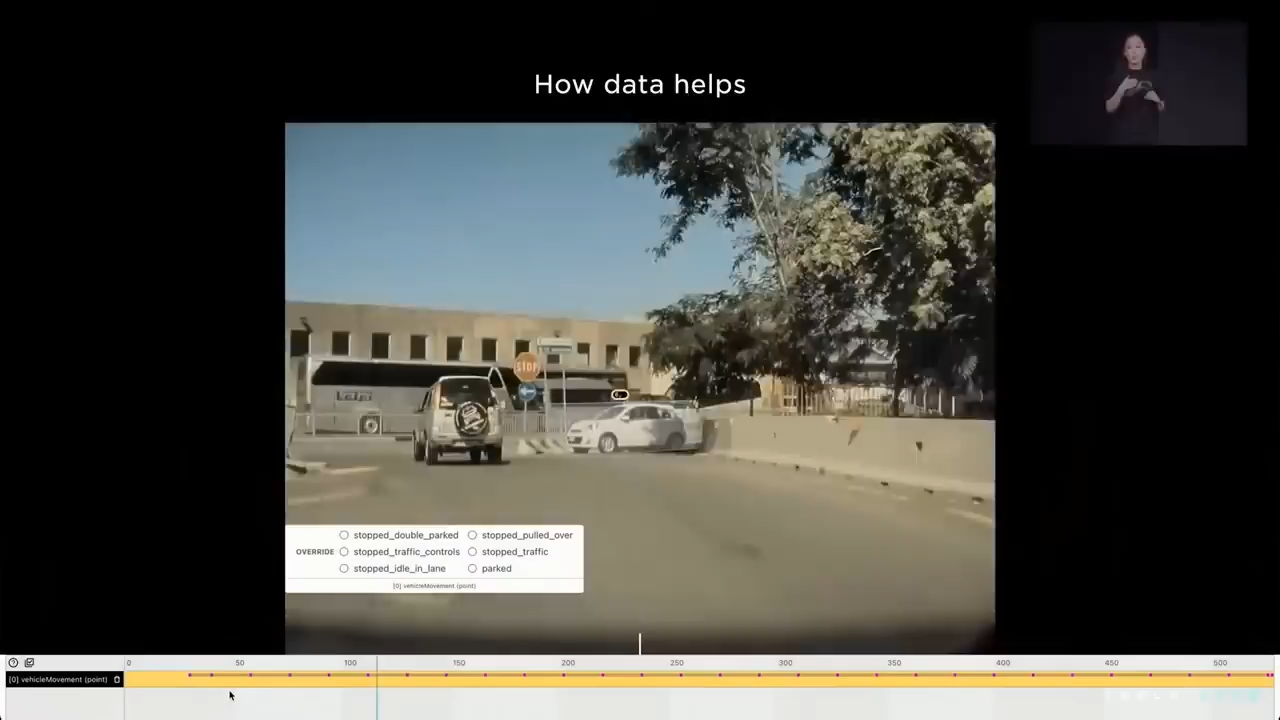 How data helps
STOP
OVERRIDE
stopped_double_parked stopped_pulled_over
stopped_traffic_controls stopped_traffic
stopped_idle_in_lane parked
[0] vehicleMovement (point)
0 50 100 150 200 250 300 350 400 450 500
[0] vehicleMovement (point)